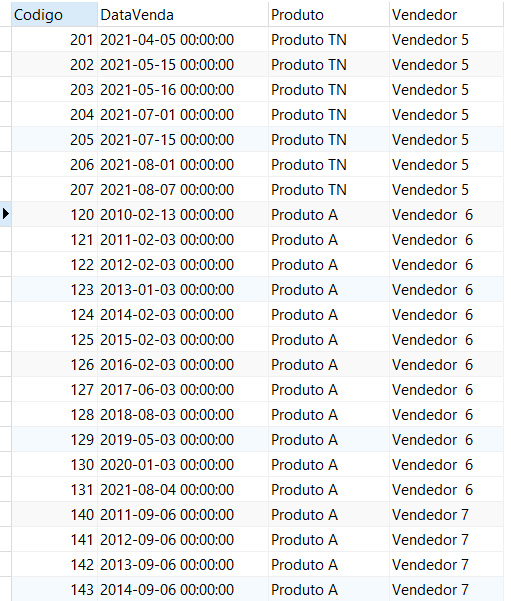 Codigo DataVenda Produto Vendedor
201 2021-04-05 00:00:00 Produto TN Vendedor 5
202 2021-05-15 00:00:00 Produto TN Vendedor 5
203 2021-05-16 00:00:00 Produto TN Vendedor 5
204 2021-07-01 00:00:00 Produto TN Vendedor 5
205 2021-07-15 00:00:00 Produto TN Vendedor 5
206 2021-08-01 00:00:00 Produto TN Vendedor 5
207 2021-08-07 00:00:00 Produto TN Vendedor 5
120 2010-02-13 00:00:00 Produto A Vendedor  6
121 2011-02-03 00:00:00 Produto A Vendedor  6
122 2012-02-03 00:00:00 Produto A Vendedor  6
123 2013-01-03 00:00:00 Produto A Vendedor  6
124 2014-02-03 00:00:00 Produto A Vendedor  6
125 2015-02-03 00:00:00 Produto A Vendedor  6
126 2016-02-03 00:00:00 Produto A Vendedor  6
127 2017-06-03 00:00:00 Produto A Vendedor  6
128 2018-08-03 00:00:00 Produto A Vendedor  6
129 2019-05-03 00:00:00 Produto A Vendedor  6
130 2020-01-03 00:00:00 Produto A Vendedor  6
131 2021-08-04 00:00:00 Produto A Vendedor  6
140 2011-09-06 00:00:00 Produto A Vendedor 7
141 2012-09-06 00:00:00 Produto A Vendedor 7
142 2013-09-06 00:00:00 Produto A Vendedor 7
143 2014-09-06 00:00:00 Produto A Vendedor 7